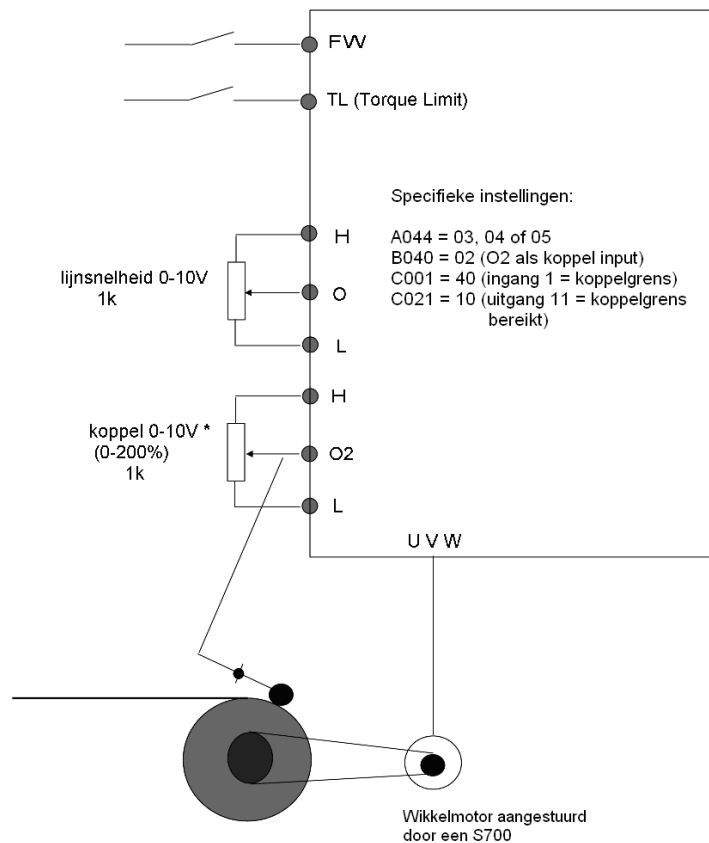 FW
TL (Torque Limit)
Specifieke instellingen:
A044 = 03, 04 of 05
B040 = 02 (O2 als koppel input)
C001 = 40 (ingang 1 = koppelgrens)
C021 = 10 (uitgang 11 = koppelgrens
bereikt)
H
lijnsnelheid 0-10V
1k
O
L
H
koppel 0-10V *
(0-200%)
1k
O2
L
U V W
Wikkelmotor aangestuurd
door een S700